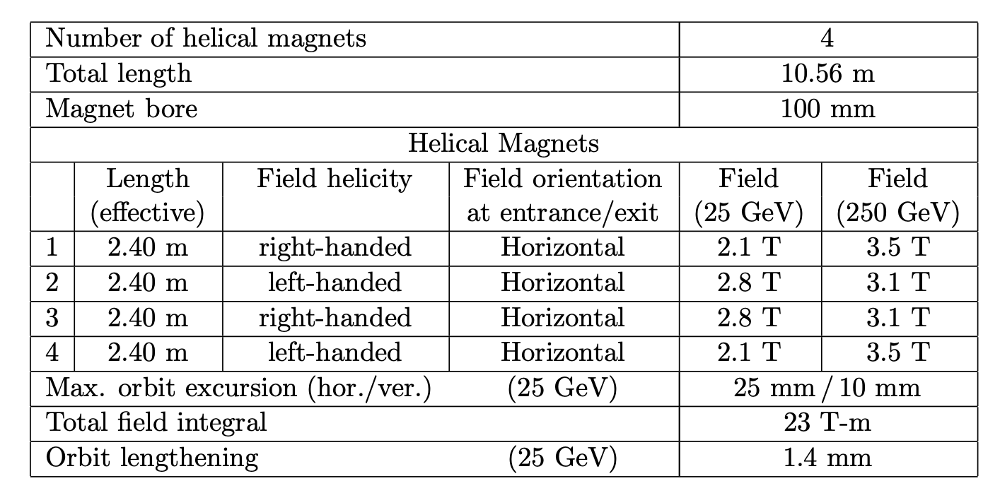 Number of helical magnets 4
Total length 10.56 m
Magnet bore 100 mm
Helical Magnets
Length Field helicity Field orientation Field Field
(effective) at entrance/exit (25 GeV) (250 GeV)
1 2.40 m right-handed Horizontal 2.1 T 3.5 T
2 2.40 m left-handed Horizontal 2.8 T 3.1 T
3 2.40 m right-handed Horizontal 2.8 T 3.1 T
4 2.40 m left-handed Horizontal 2.1 T 3.5 T
Max. orbit excursion (hor./ver.) (25 GeV) 25 mm / 10 mm
Total field integral 23 T-m
Orbit lengthening (25 GeV) 1.4 mm